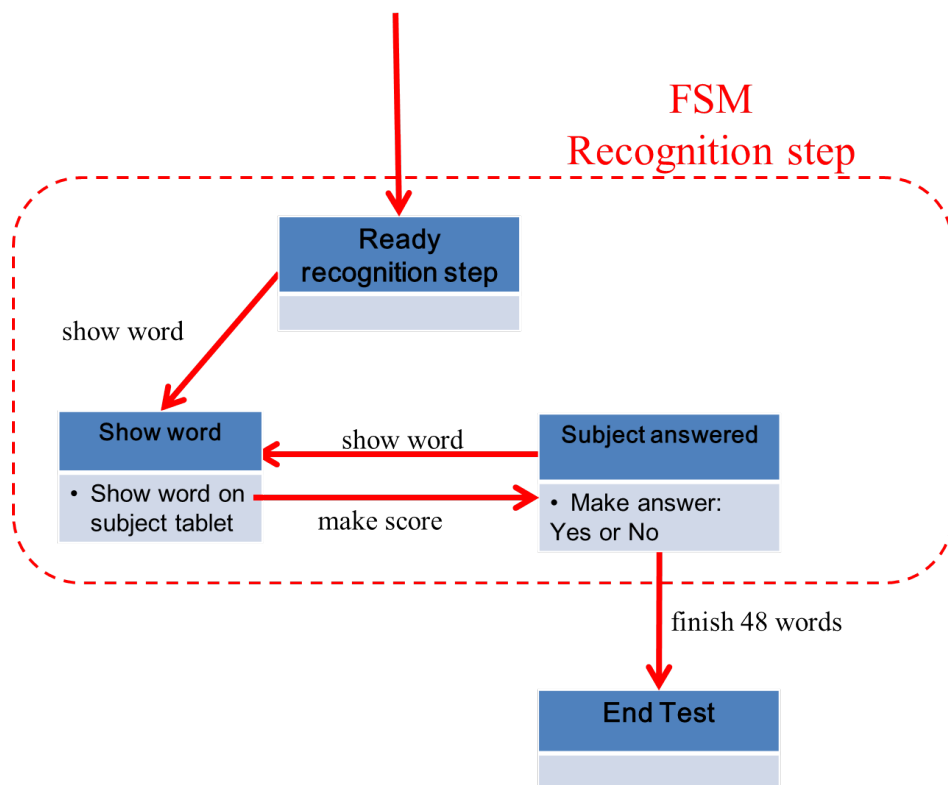 FSM
Recognition step
Ready
recognition step
show word
Show word
• Show word on
subject tablet
show word
make score
Subject answered
• Make answer:
Yes or No
finish 48 words
End Test